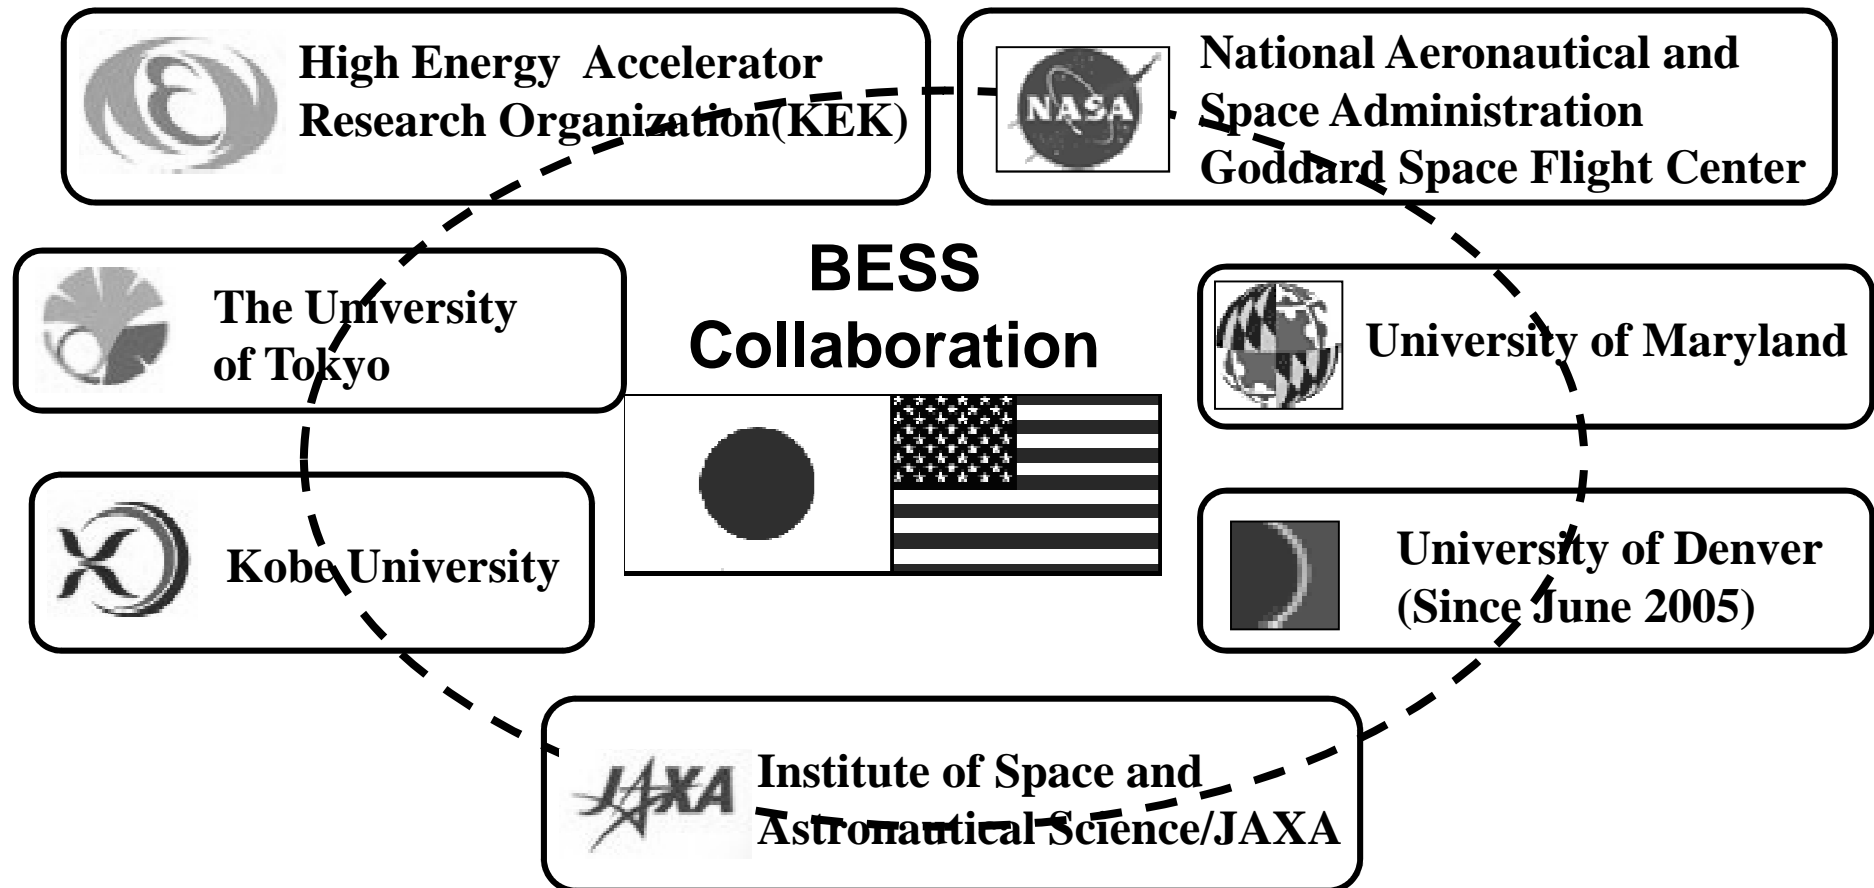 High Energy Accelerator
Research Organization(KEK)
NASA
National Aeronautical and
Space Administration
Goddard Space Flight Center
BESS
Collaboration
The University
of Tokyo
University of Maryland
Kobe University
University of Denver
(Since June 2005)
JAXA
Institute of Space and
Astronautical Science/JAXA